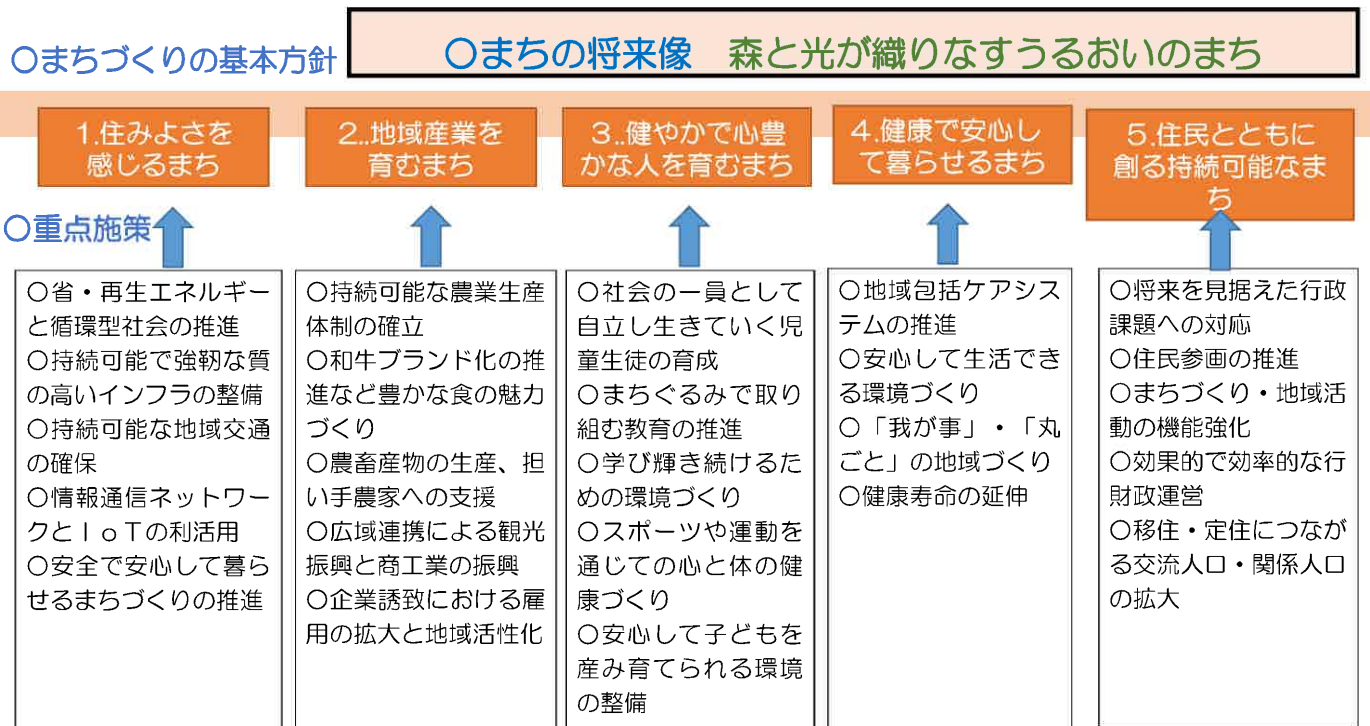 〇まちづくりの基本方針
〇まちの将来像　森と光が織りなすうるおいのまち
1.住みよさを
感じるまち
2..地域産業を
育むまち
3..健やかで心豊
かな人を育むまち
4.健康で安心し
て暮らせるまち
5.住民とともに
創る持続可能なま
ち
〇重点施策
〇省・再生エネルギー
と循環型社会の推進
〇持続可能で強靭な質
の高いインフラの整備
〇持続可能な地域交通
の確保
〇情報通信ネットワー
クとＩｏＴの利活用
〇安全で安心して暮ら
せるまちづくりの推進
〇持続可能な農業生産
体制の確立
〇和牛ブランド化の推
進など豊かな食の魅力
づくり
〇農畜産物の生産、担
い手農家への支援
〇広域連携による観光
振興と商工業の振興
〇企業誘致における雇
用の拡大と地域活性化
〇社会の一員として
自立し生きていく児
童生徒の育成
〇まちぐるみで取り
組む教育の推進
〇学び輝き続けるた
めの環境づくり
〇スポーツや運動を
通じての心と体の健
康づくり
〇安心して子どもを
産み育てられる環境
の整備
〇地域包括ケアシス
テムの推進
〇安心して生活でき
る環境づくり
〇「我が事」・「丸
ごと」の地域づくり
〇健康寿命の延伸
〇将来を見据えた行政
課題への対応
〇住民参画の推進
〇まちづくり・地域活
動の機能強化
〇効果的で効率的な行
財政運営
〇移住・定住につなが
る交流人口・関係人口
の拡大